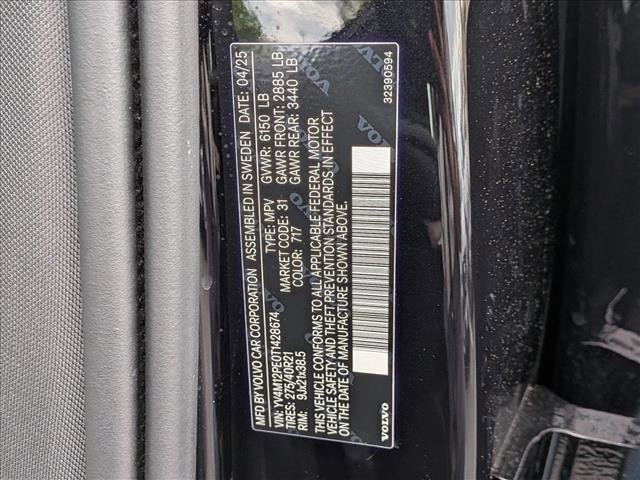 MFD BY VOLVO CAR CORPORATION ASSEMBLED IN SWEDEN DATE: 04/25
VIN: YV4M12PE0T1428674 TYPE: MPV GVWR: 6150 LB
TIRES: 275/40R21 MARKET CODE: 31 GAWR FRONT: 2885 LB
RIM: 9Jx21x38.5 COLOR: 717 GAWR REAR: 3440 LB
THIS VEHICLE CONFORMS TO ALL APPLICABLE FEDERAL MOTOR
VEHICLE SAFETY AND THEFT PREVENTION STANDARDS IN EFFECT
ON THE DATE OF MANUFACTURE SHOWN ABOVE.
VOLVO 32390594